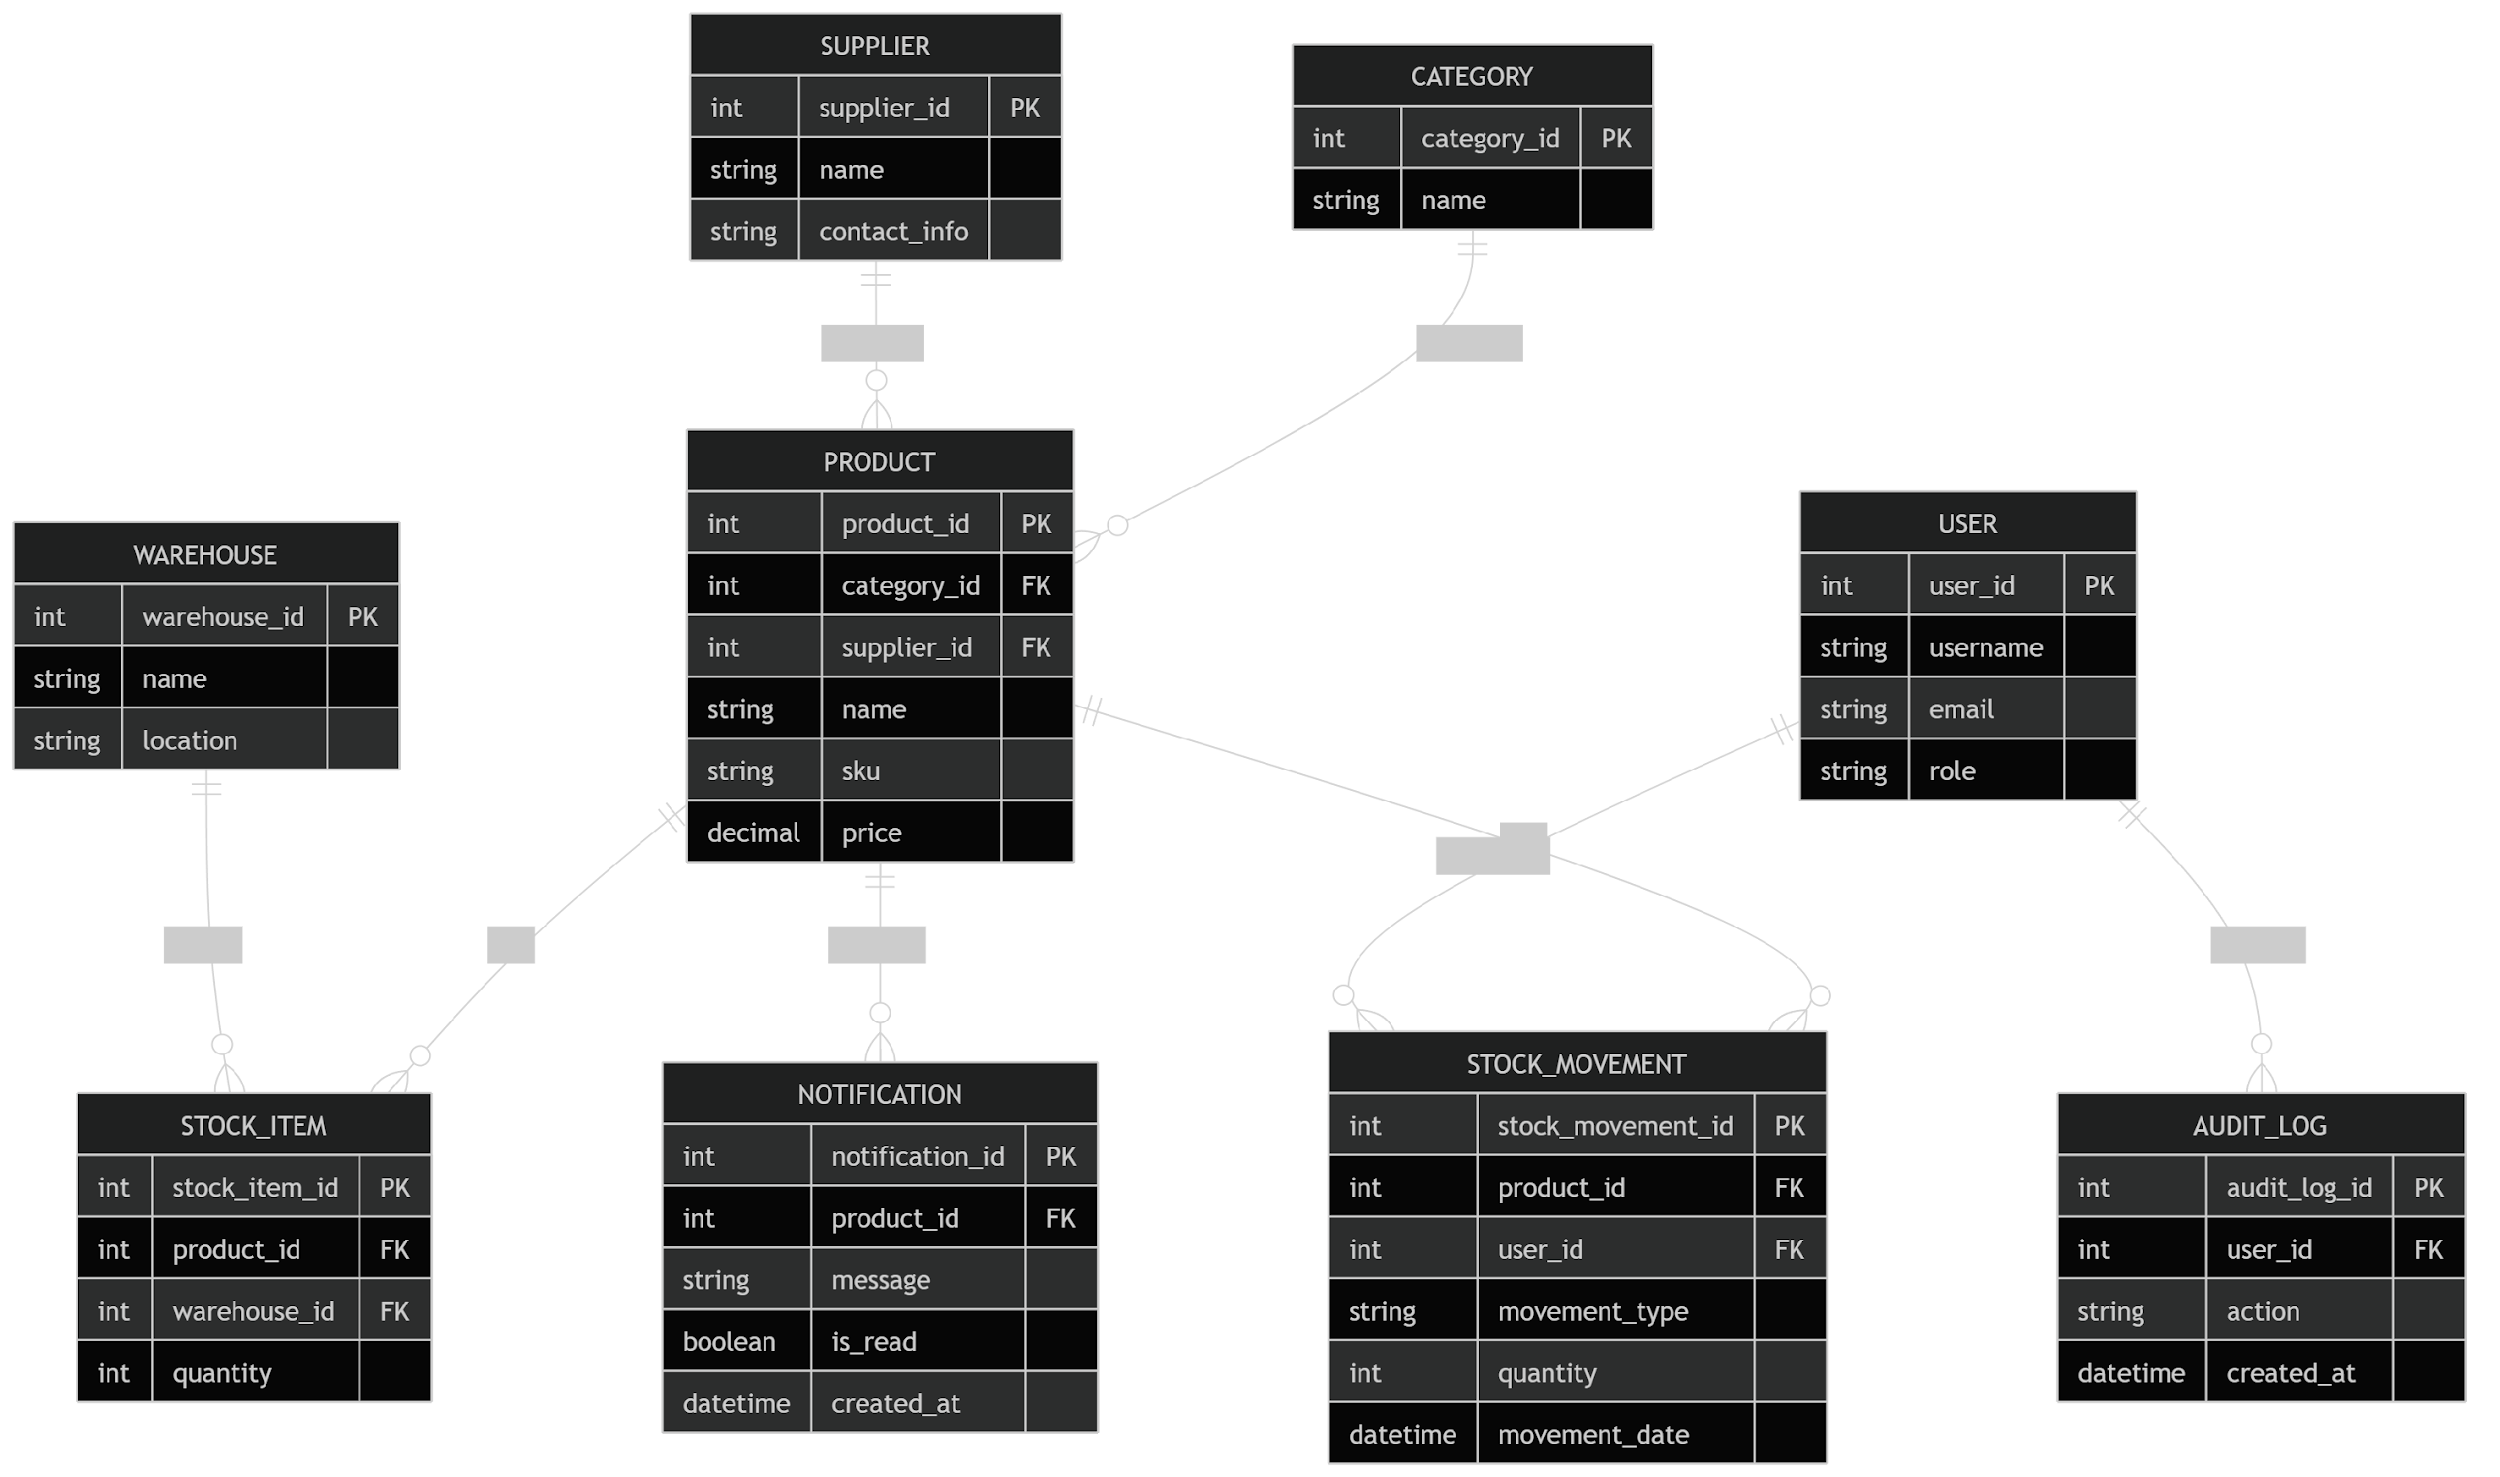 SUPPLIER
int supplier_id PK
string name
string contact_info
CATEGORY
int category_id PK
string name
PRODUCT
int product_id PK
int category_id FK
int supplier_id FK
string name
string sku
decimal price
WAREHOUSE
int warehouse_id PK
string name
string location
USER
int user_id PK
string username
string email
string role
STOCK_ITEM
int stock_item_id PK
int product_id FK
int warehouse_id FK
int quantity
NOTIFICATION
int notification_id PK
int product_id FK
string message
boolean is_read
datetime created_at
STOCK_MOVEMENT
int stock_movement_id PK
int product_id FK
int user_id FK
string movement_type
int quantity
datetime movement_date
AUDIT_LOG
int audit_log_id PK
int user_id FK
string action
datetime created_at